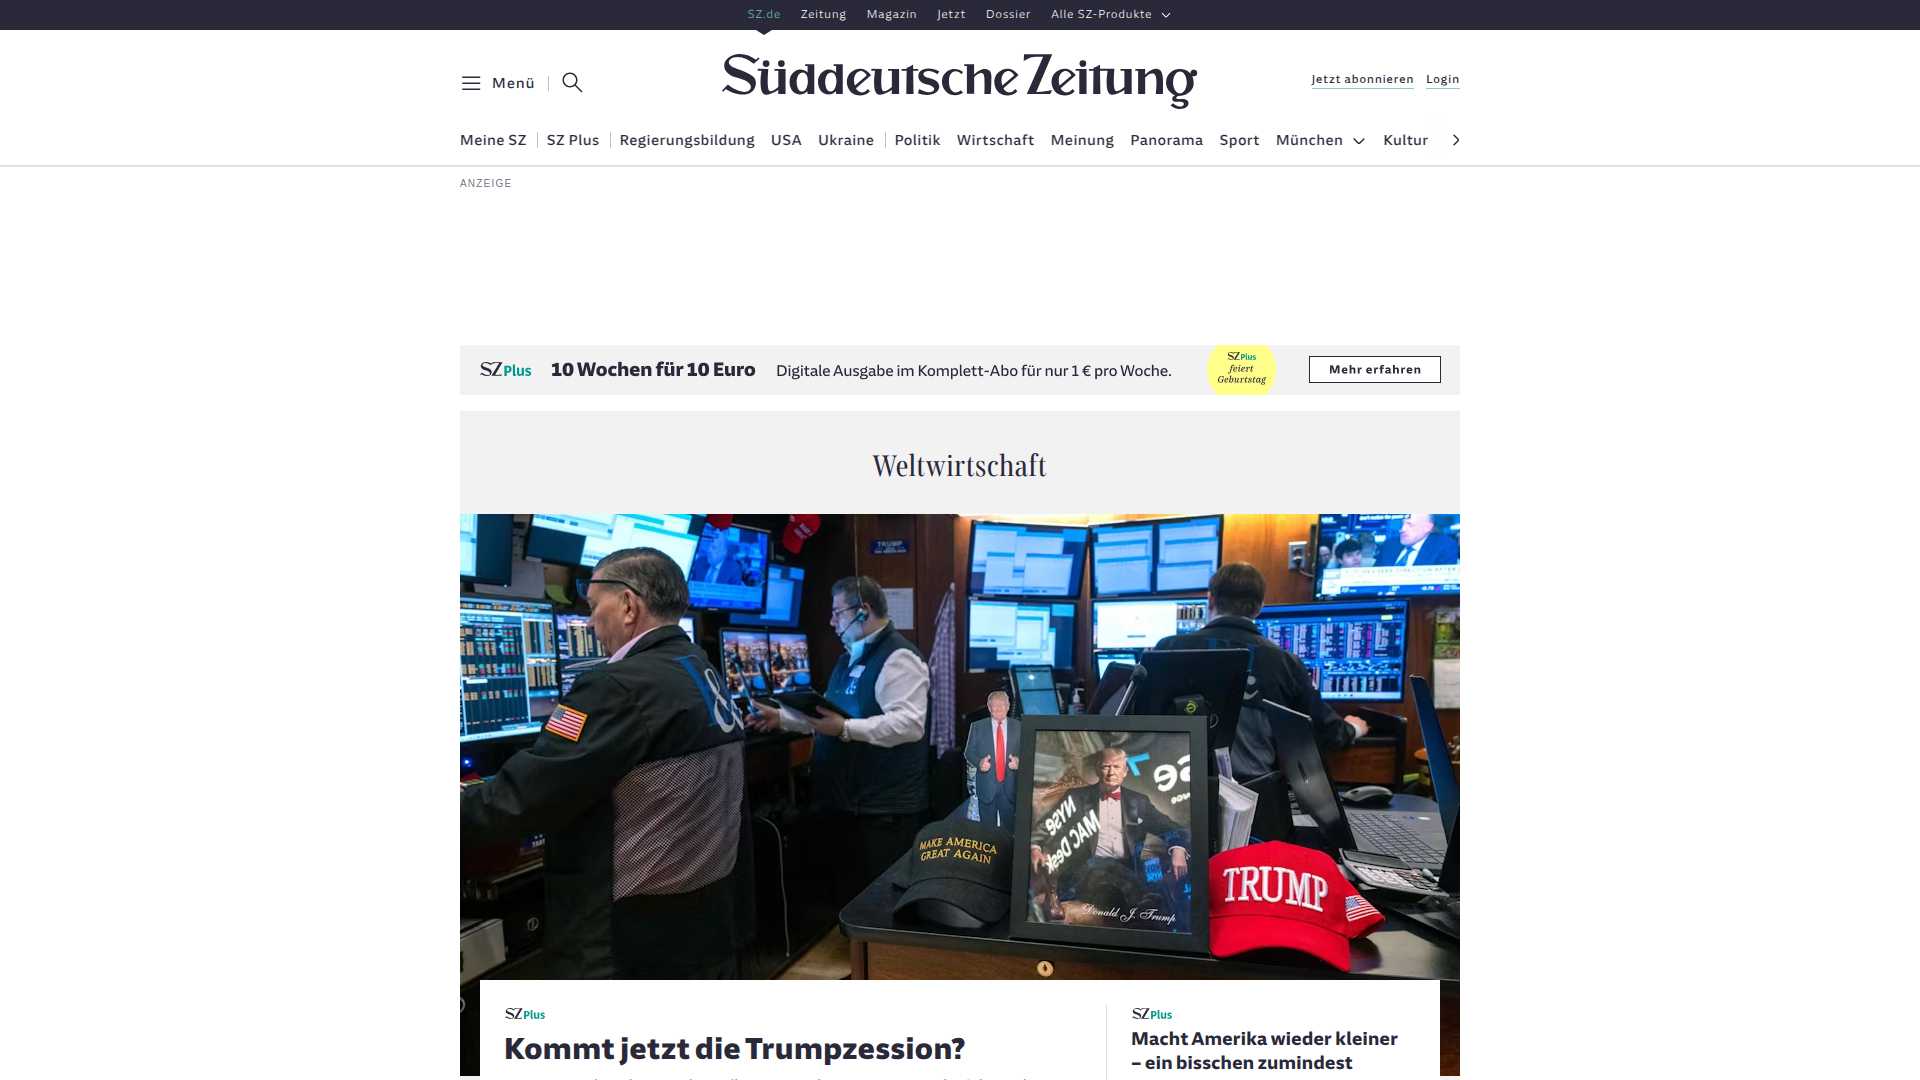 SZ.de Zeitung Magazin Jetzt Dossier Alle SZ-Produkte
Menü
Süddeutsche Zeitung
Jetzt abonnieren Login
Meine SZ SZ Plus Regierungsbildung USA Ukraine Politik Wirtschaft Meinung Panorama Sport München Kultur
ANZEIGE
SZ Plus 10 Wochen für 10 Euro Digitale Ausgabe im Komplett-Abo für nur 1 € pro Woche.
SZ Plus
feiert
Geburtstag
Mehr erfahren
Weltwirtschaft
TRUMP
MAKE AMERICA
GREAT AGAIN
NYSE
MAC Desk
Donald J. Trump
TRUMP
SZ Plus
Kommt jetzt die Trumpzession?
SZ Plus
Macht Amerika wieder kleiner
– ein bisschen zumindest